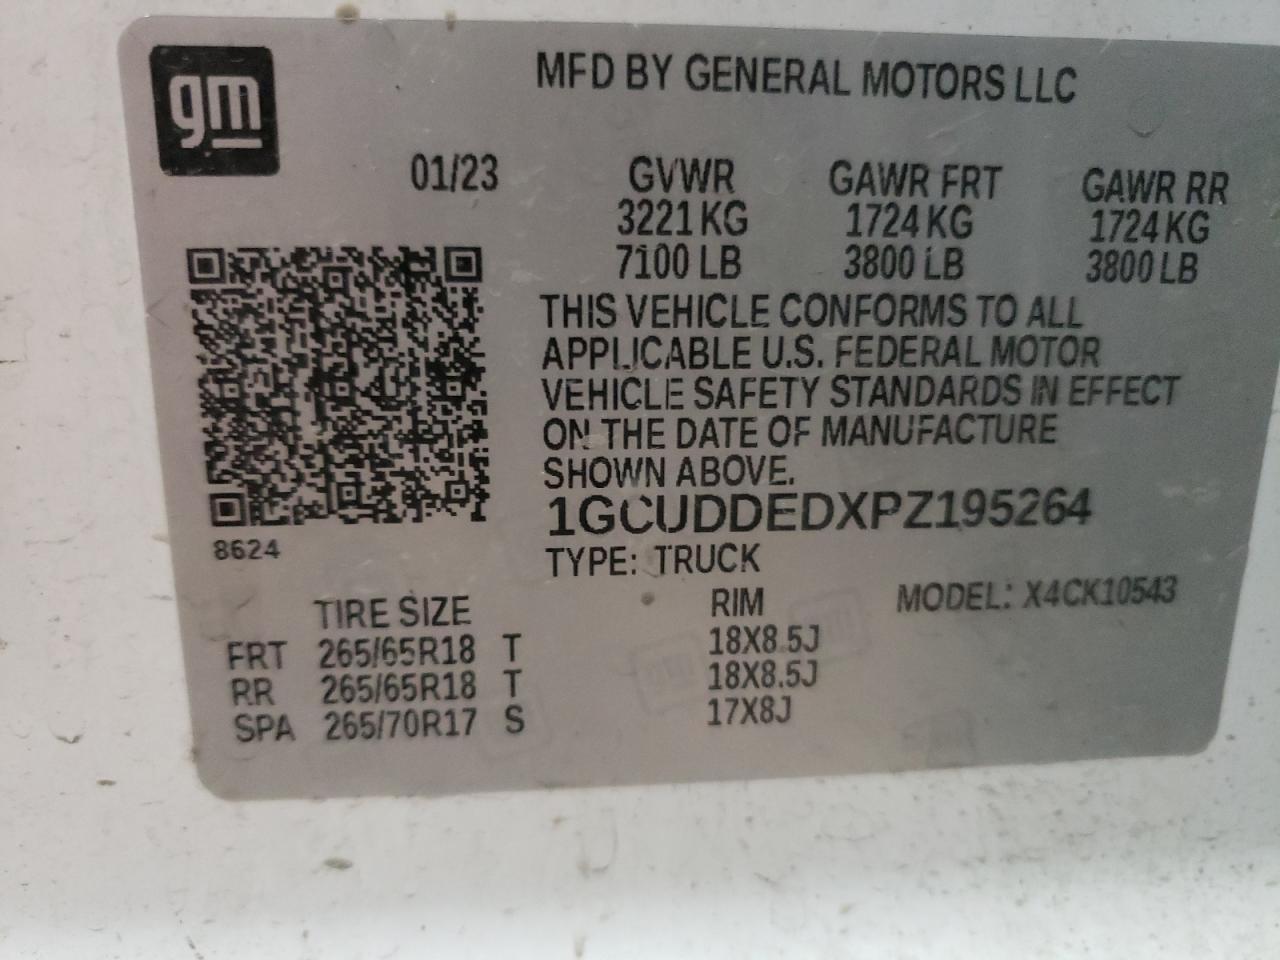 gm
MFD BY GENERAL MOTORS LLC
01/23 GVWR GAWR FRT GAWR RR
3221 KG 1724 KG 1724 KG
7100 LB 3800 LB 3800 LB
THIS VEHICLE CONFORMS TO ALL
APPLICABLE U.S. FEDERAL MOTOR
VEHICLE SAFETY STANDARDS IN EFFECT
ON THE DATE OF MANUFACTURE
SHOWN ABOVE.
1GCUDDEDXPZ195264
8624
TYPE: TRUCK
MODEL: X4CK10543
TIRE SIZE RIM
FRT 265/65R18 T 18X8.5J
RR 265/65R18 T 18X8.5J
SPA 265/70R17 S 17X8J